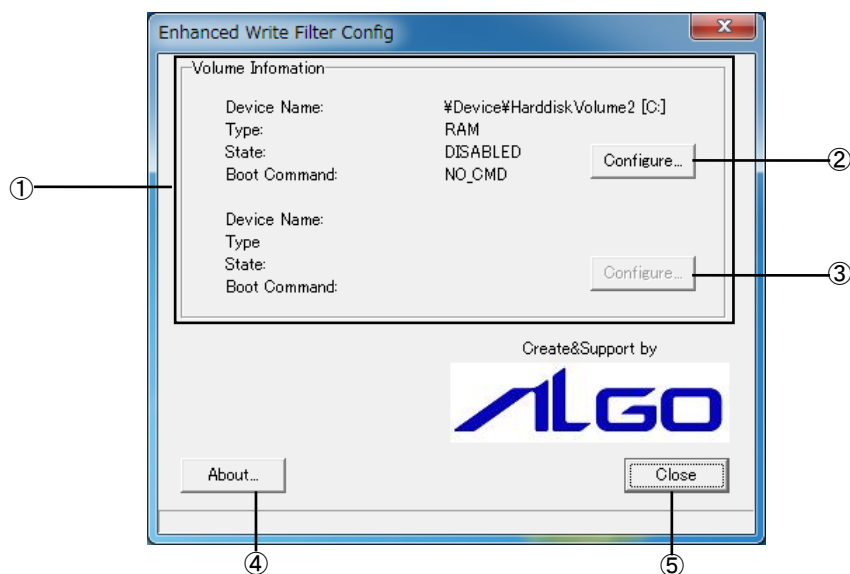 Enhanced Write Filter Config
Volume Infomation
Device Name: ¥Device¥HarddiskVolume2 [C:]
Type: RAM
State: DISABLED
Configure...
②
Boot Command: NO_CMD
①
Device Name:
Type
State:
Configure...
③
Boot Command:
Create&Support by
ALGO
About...
Close
④
⑤